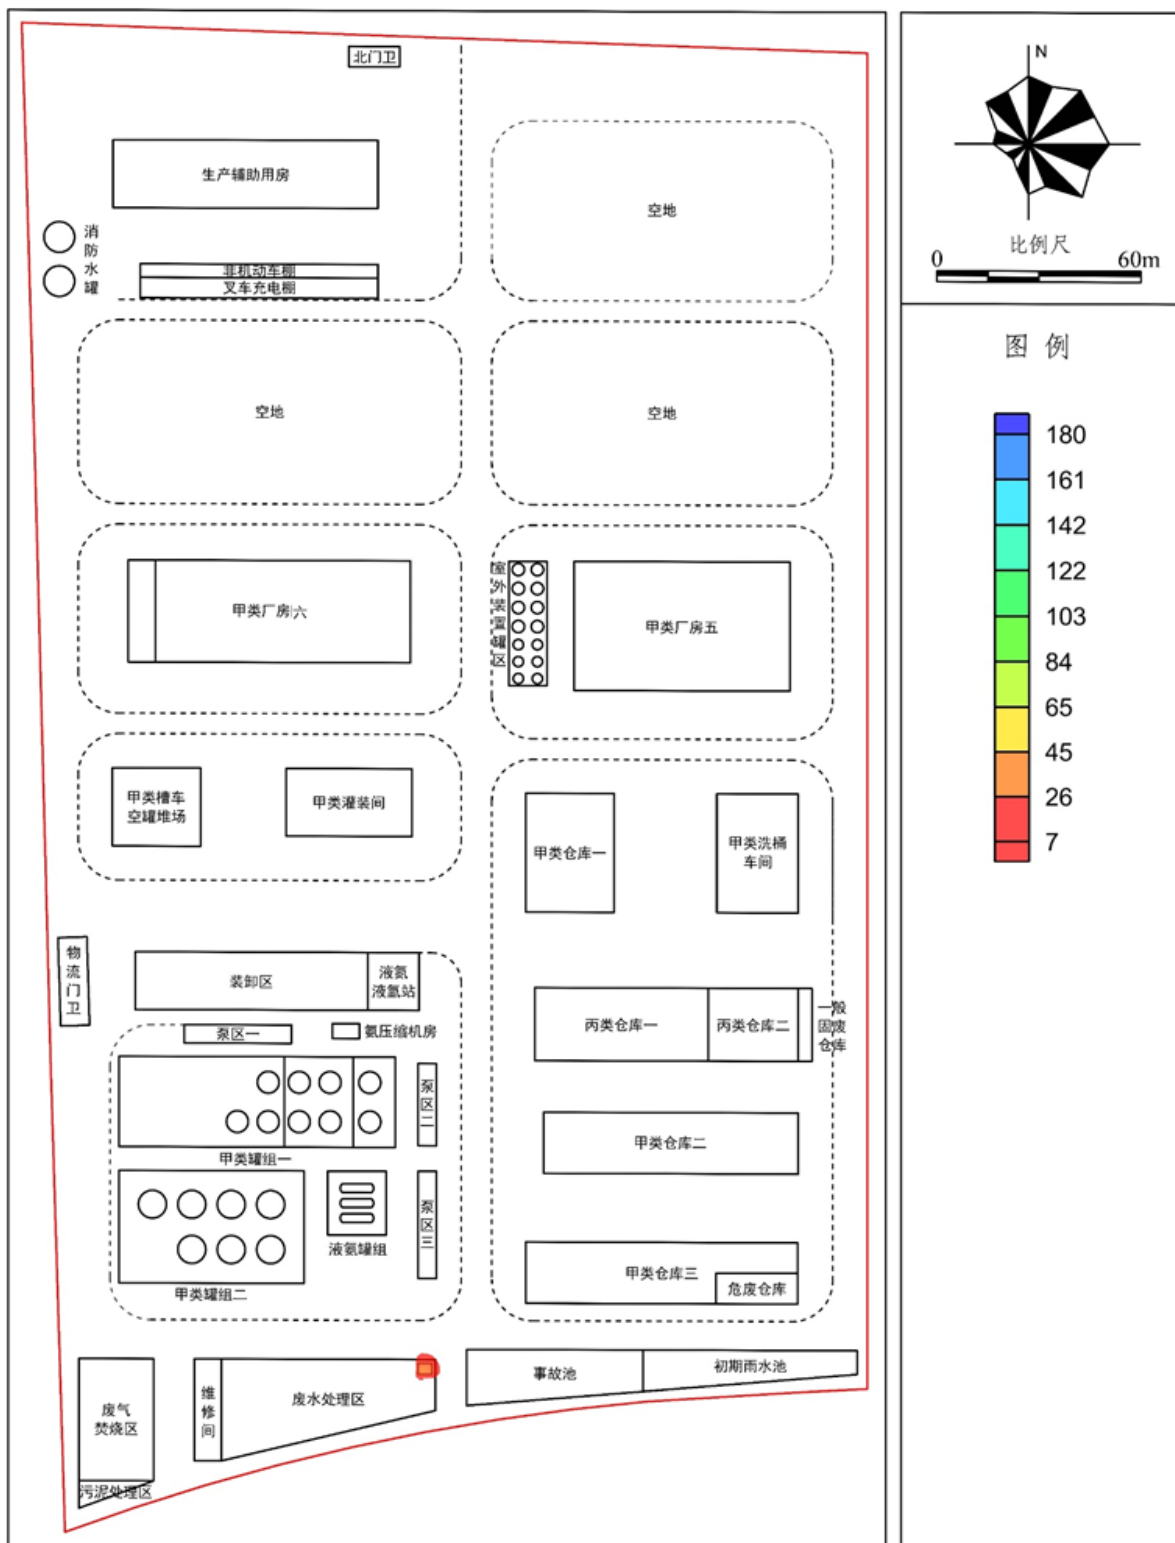 北门卫
N
生产辅助用房
空地
比例尺
0
60m
消
防
水
罐
非机动车棚
叉车充电棚
图 例
空地
空地
180
161
142
122
103
84
65
45
26
7
甲类厂房六
室
外
装
置
罐
区
甲类厂房五
甲类槽车
空罐堆场
甲类灌装间
甲类仓库一
甲类洗桶
车间
物
流
门
卫
装卸区
液氮
液氩站
丙类仓库一
丙类仓库二
一般
固废
仓库
泵区一
氨压缩机房
泵
区
二
甲类罐组一
甲类仓库二
泵
区
三
液氨罐组
甲类罐组二
甲类仓库三
危废仓库
废气
焚烧区
维
修
间
废水处理区
事故池
初期雨水池
污泥处理区